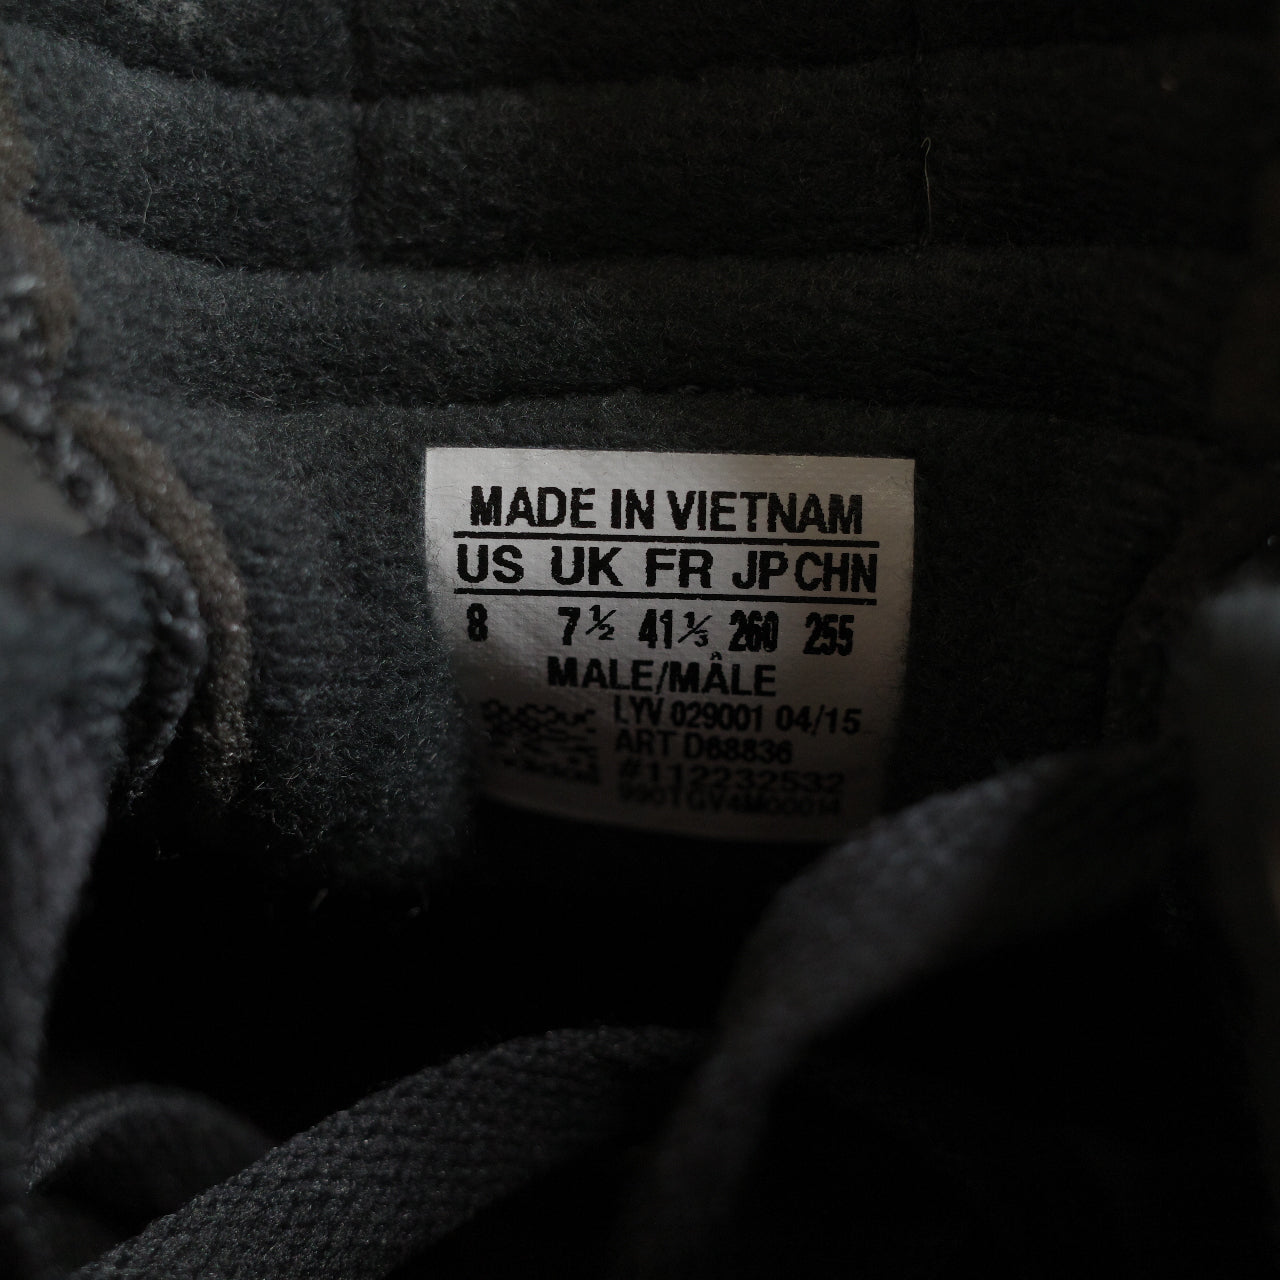 MADE IN VIETNAM
US UK FR JP CHN
8 7½ 41⅓ 260 255
MALE/MÂLE
LYV 029001 04/15
ART D68836
#112232532
990TGV4M00014